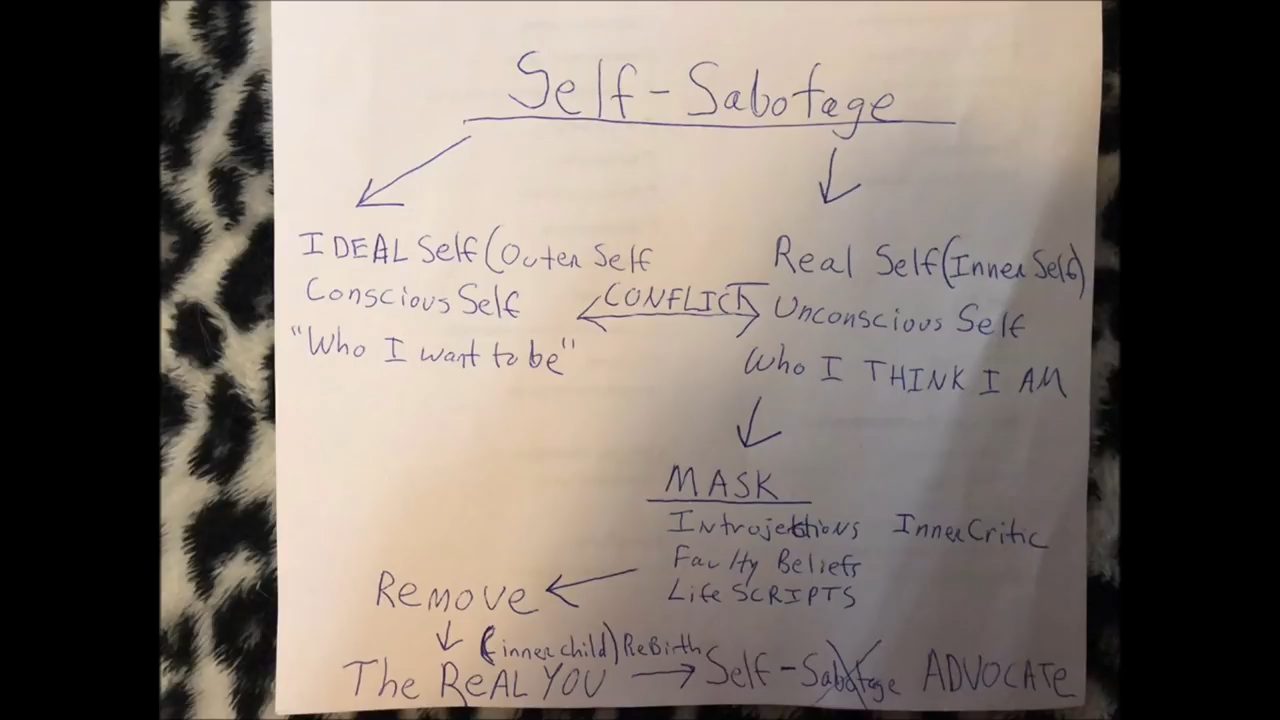 Self-Sabotage
IDEAL Self (Outer Self
Conscious Self
"Who I want to be"
CONFLICT
Real Self (Inner Self)
Unconscious Self
Who I THINK I AM
MASK
Introjektions Inner Critic
Faulty Beliefs
Life SCRIPTS
Remove
(inner child) ReBirth
The ReAL YOU → Self-Sabotage ADVOCATE